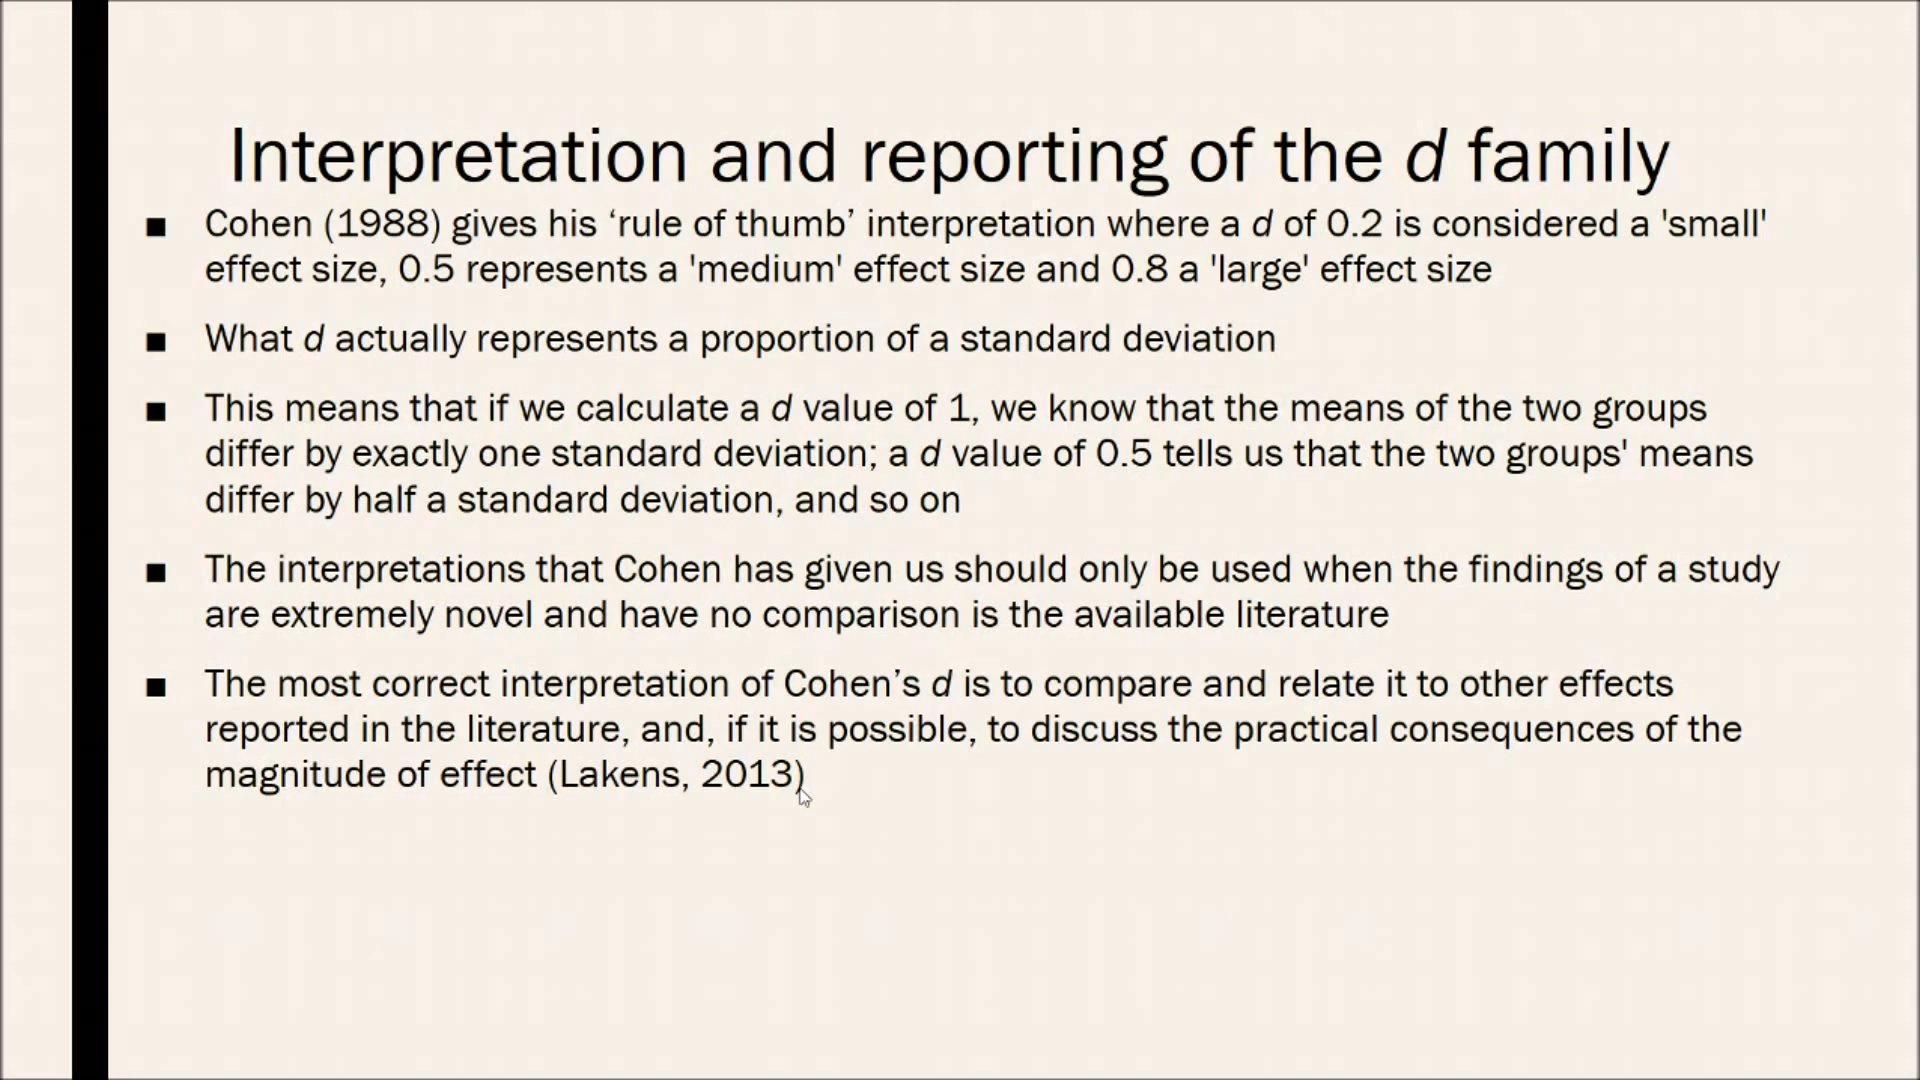 Interpretation and reporting of the d family
■ Cohen (1988) gives his ‘rule of thumb’ interpretation where a d of 0.2 is considered a 'small'
effect size, 0.5 represents a 'medium' effect size and 0.8 a 'large' effect size
■ What d actually represents a proportion of a standard deviation
■ This means that if we calculate a d value of 1, we know that the means of the two groups
differ by exactly one standard deviation; a d value of 0.5 tells us that the two groups' means
differ by half a standard deviation, and so on
■ The interpretations that Cohen has given us should only be used when the findings of a study
are extremely novel and have no comparison is the available literature
■ The most correct interpretation of Cohen’s d is to compare and relate it to other effects
reported in the literature, and, if it is possible, to discuss the practical consequences of the
magnitude of effect (Lakens, 2013)